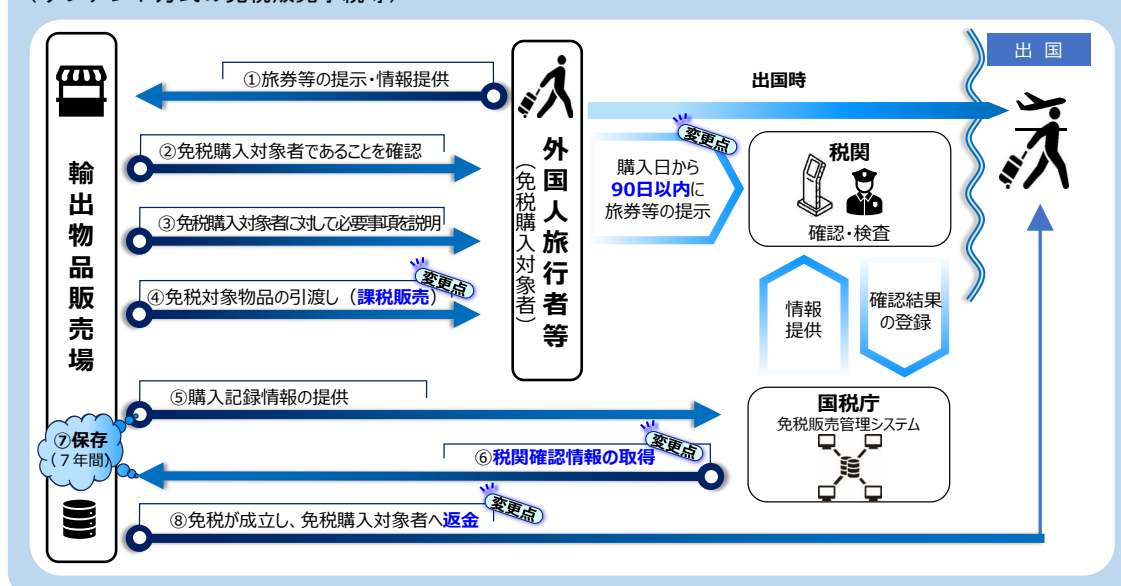 出 国
①旅券等の提示・情報提供
出国時
変更点
②免税購入対象者であることを確認
購入日から
90日以内に
旅券等の提示
税関
確認・検査
輸出物品販売場
外国人旅行者等
(免税購入対象者)
③免税購入対象者に対して必要事項を説明
変更点
④免税対象物品の引渡し(課税販売)
情報
提供
確認結果
の登録
⑤購入記録情報の提供
国税庁
免税販売管理システム
⑦保存
(7年間)
変更点
⑥税関確認情報の取得
変更点
⑧免税が成立し、免税購入対象者へ返金